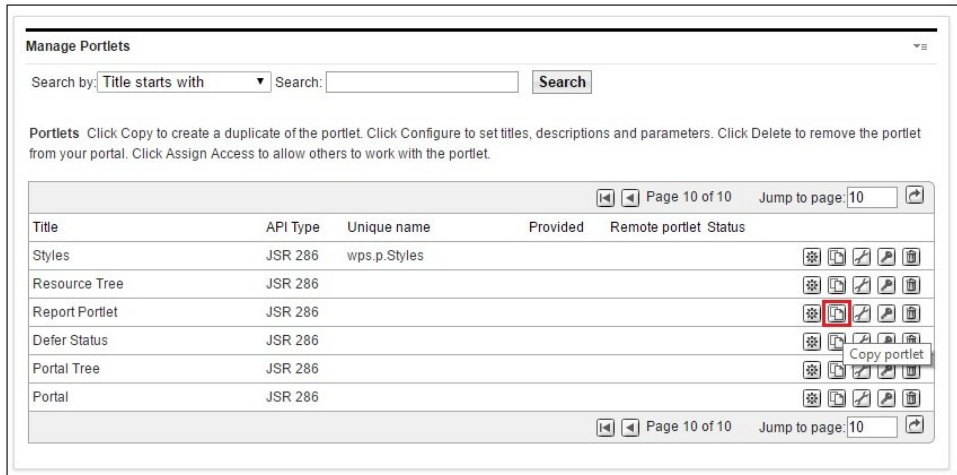 Manage Portlets
Search by: Title starts with Search: Search
Portlets Click Copy to create a duplicate of the portlet. Click Configure to set titles, descriptions and parameters. Click Delete to remove the portlet
from your portal. Click Assign Access to allow others to work with the portlet.
Page 10 of 10 Jump to page: 10
Title API Type Unique name Provided Remote portlet Status
Styles JSR 286 wps.p.Styles
Resource Tree JSR 286
Report Portlet JSR 286
Defer Status JSR 286
Copy portlet
Portal Tree JSR 286
Portal JSR 286
Page 10 of 10 Jump to page: 10